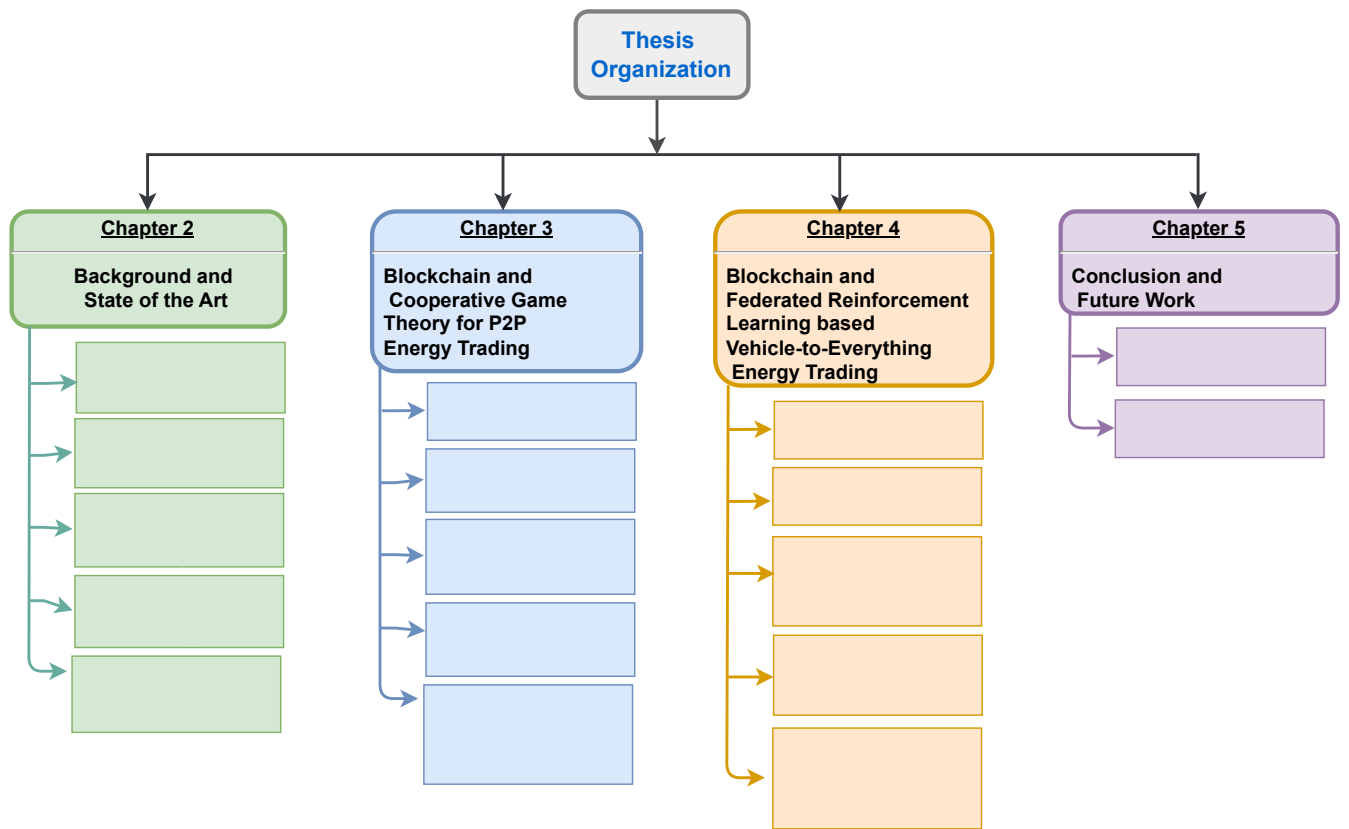 Thesis
Organization
Chapter 2
Background and
State of the Art
Chapter 3
Blockchain and
Cooperative Game
Theory for P2P
Energy Trading
Chapter 4
Blockchain and
Federated Reinforcement
Learning based
Vehicle-to-Everything
Energy Trading
Chapter 5
Conclusion and
Future Work